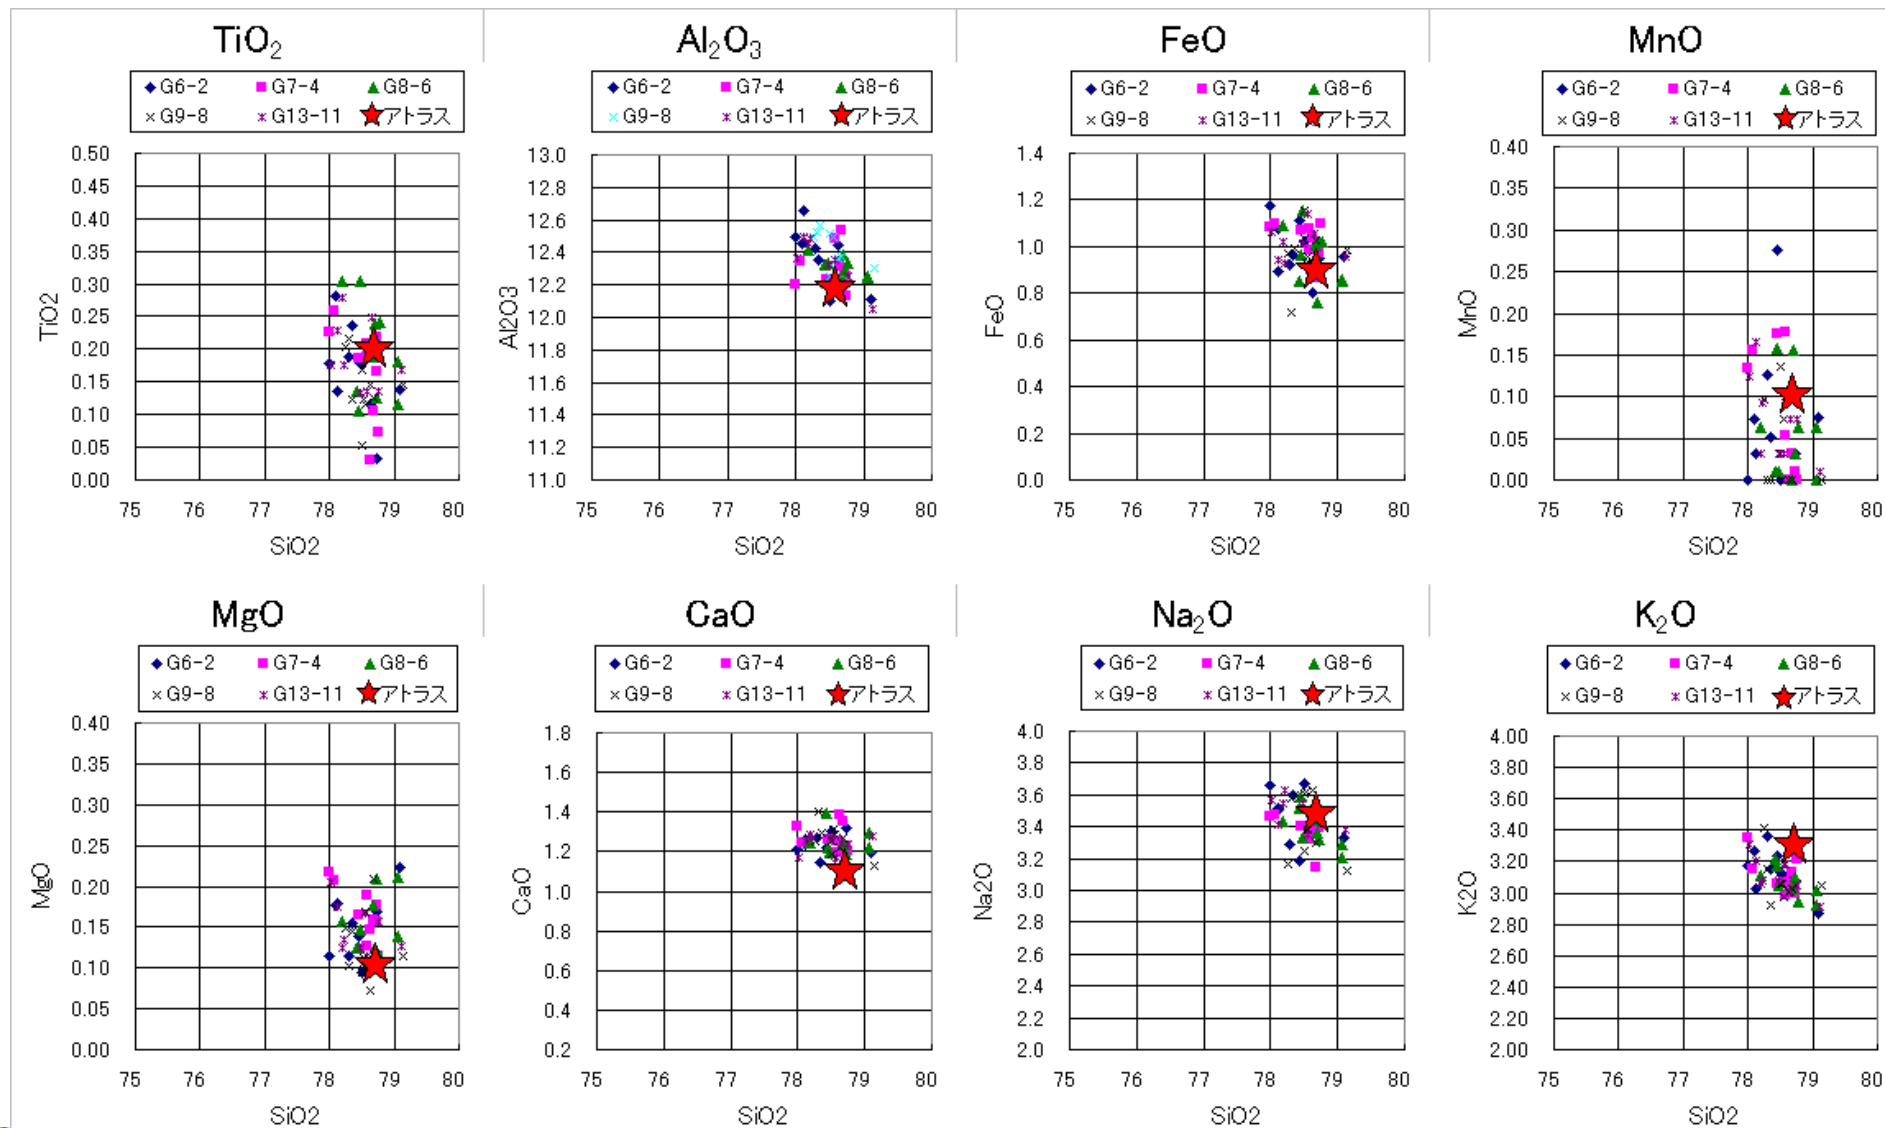 TiO₂
Al₂O₃
FeO
MnO
G6-2 G7-4 G8-6
G9-8 G13-11 アトラス
G6-2 G7-4 G8-6
G9-8 G13-11 アトラス
G6-2 G7-4 G8-6
G9-8 G13-11 アトラス
G6-2 G7-4 G8-6
G9-8 G13-11 アトラス
TiO2
0.50
0.45
0.40
0.35
0.30
0.25
0.20
0.15
0.10
0.05
0.00
75 76 77 78 79 80
SiO2
Al2O3
13.0
12.8
12.6
12.4
12.2
12.0
11.8
11.6
11.4
11.2
11.0
75 76 77 78 79 80
SiO2
FeO
1.4
1.2
1.0
0.8
0.6
0.4
0.2
0.0
75 76 77 78 79 80
SiO2
MnO
0.40
0.35
0.30
0.25
0.20
0.15
0.10
0.05
0.00
75 76 77 78 79 80
SiO2
MgO
CaO
Na₂O
K₂O
G6-2 G7-4 G8-6
G9-8 G13-11 アトラス
G6-2 G7-4 G8-6
G9-8 G13-11 アトラス
G6-2 G7-4 G8-6
G9-8 G13-11 アトラス
G6-2 G7-4 G8-6
G9-8 G13-11 アトラス
MgO
0.40
0.35
0.30
0.25
0.20
0.15
0.10
0.05
0.00
75 76 77 78 79 80
SiO2
CaO
1.8
1.6
1.4
1.2
1.0
0.8
0.6
0.4
0.2
75 76 77 78 79 80
SiO2
Na2O
4.0
3.8
3.6
3.4
3.2
3.0
2.8
2.6
2.4
2.2
2.0
75 76 77 78 79 80
SiO2
K2O
4.00
3.80
3.60
3.40
3.20
3.00
2.80
2.60
2.40
2.20
2.00
75 76 77 78 79 80
SiO2